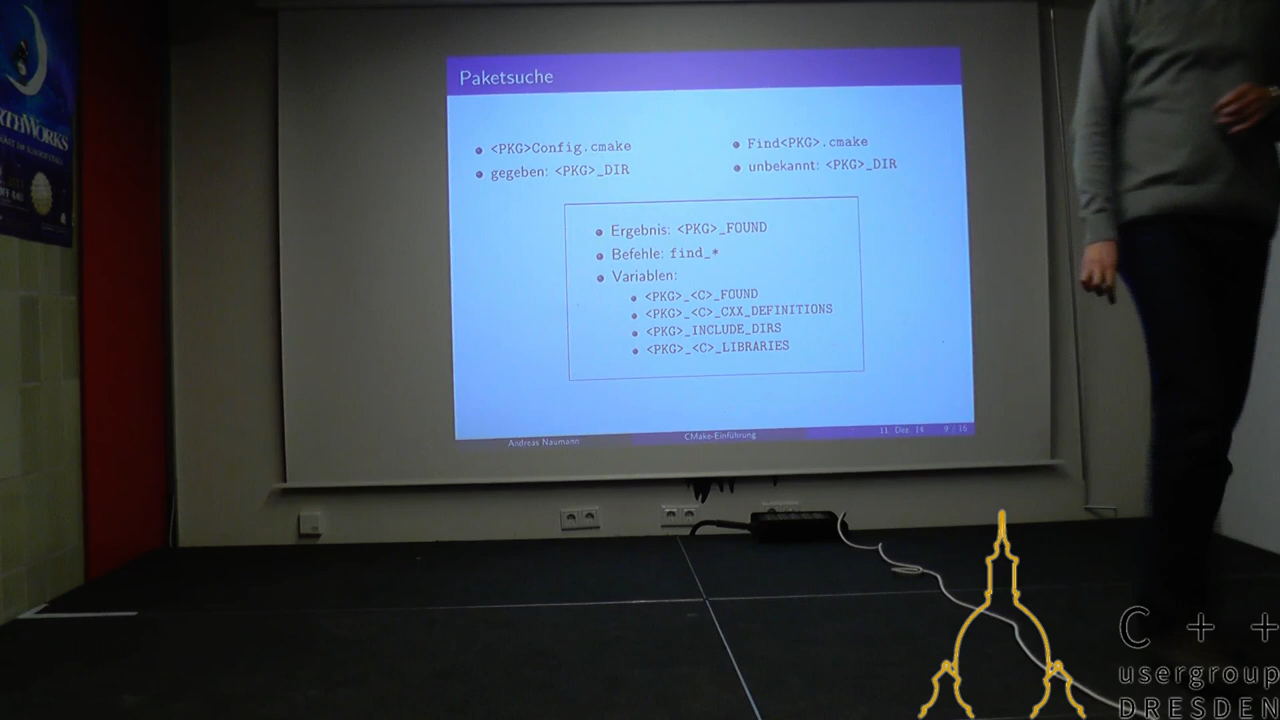 Paketsuche
<PKG>Config.cmake
gegeben: <PKG>_DIR
Find<PKG>.cmake
unbekannt: <PKG>_DIR
Ergebnis: <PKG>_FOUND
Befehle: find_*
Variablen:
<PKG>_<C>_FOUND
<PKG>_<C>_CXX_DEFINITIONS
<PKG>_INCLUDE_DIRS
<PKG>_<C>_LIBRARIES
Andreas Naumann
CMake-Einführung
11. Dez. 14
9 / 16
C++
usergroup
DRESDEN